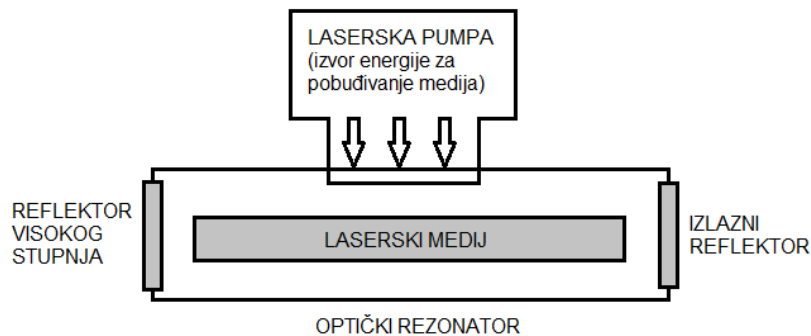 LASERSKA PUMPA
(izvor energije za
pobuđivanje medija)
REFLEKTOR
VISOKOG
STUPNJA
LASERSKI MEDIJ
IZLAZNI
REFLEKTOR
OPTIČKI REZONATOR